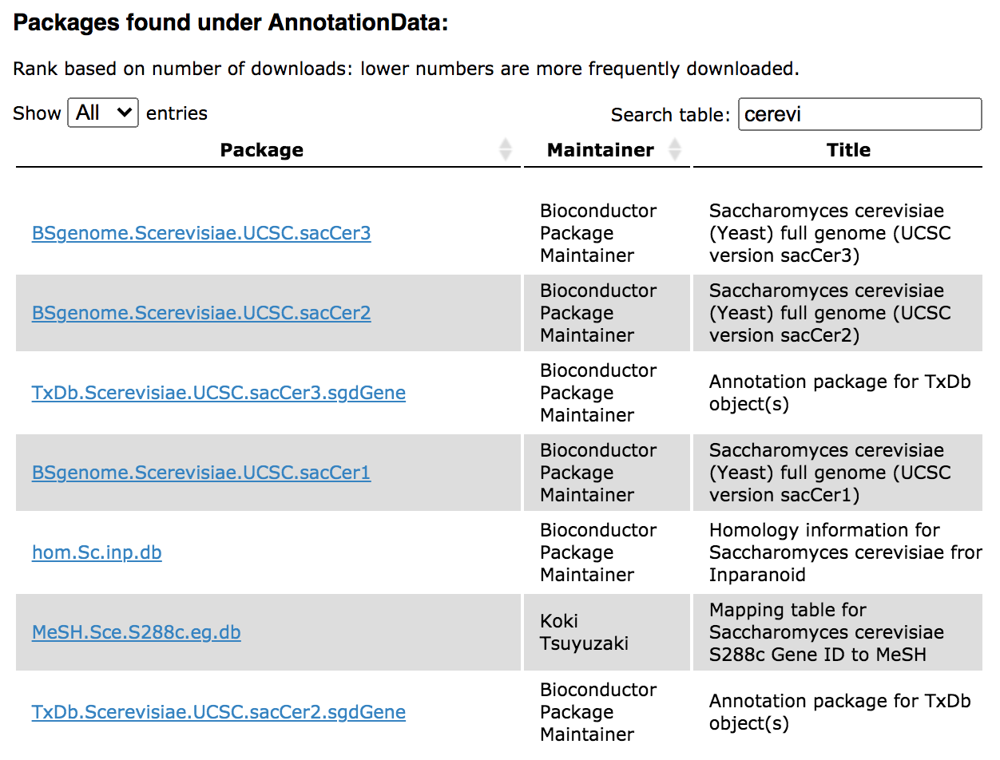 Packages found under AnnotationData:
Rank based on number of downloads: lower numbers are more frequently downloaded.
Show All entries
Search table: cerevi
Package Maintainer Title
BSgenome.Scerevisiae.UCSC.sacCer3
Bioconductor
Package
Maintainer
Saccharomyces cerevisiae
(Yeast) full genome (UCSC
version sacCer3)
BSgenome.Scerevisiae.UCSC.sacCer2
Bioconductor
Package
Maintainer
Saccharomyces cerevisiae
(Yeast) full genome (UCSC
version sacCer2)
TxDb.Scerevisiae.UCSC.sacCer3.sgdGene
Bioconductor
Package
Maintainer
Annotation package for TxDb
object(s)
BSgenome.Scerevisiae.UCSC.sacCer1
Bioconductor
Package
Maintainer
Saccharomyces cerevisiae
(Yeast) full genome (UCSC
version sacCer1)
hom.Sc.inp.db
Bioconductor
Package
Maintainer
Homology information for
Saccharomyces cerevisiae from
Inparanoid
MeSH.Sce.S288c.eg.db
Koki
Tsuyuzaki
Mapping table for
Saccharomyces cerevisiae
S288c Gene ID to MeSH
TxDb.Scerevisiae.UCSC.sacCer2.sgdGene
Bioconductor
Package
Maintainer
Annotation package for TxDb
object(s)